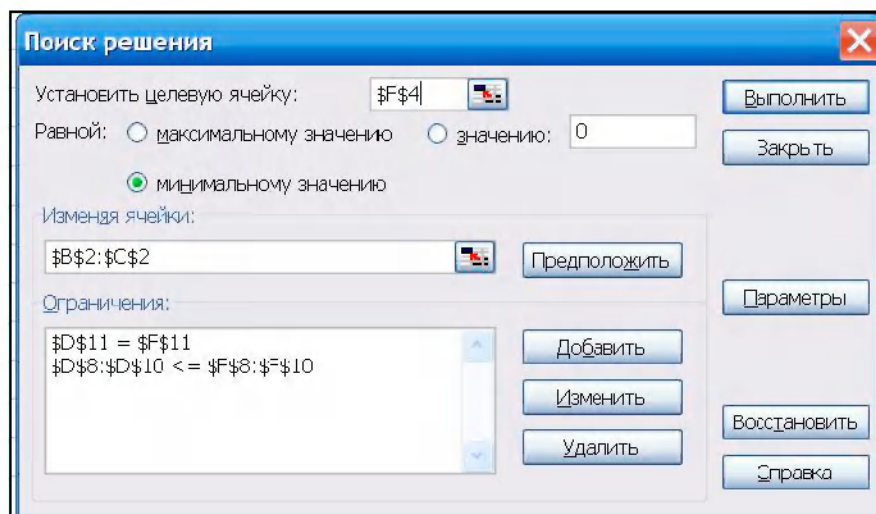 Поиск решения
Установить целевую ячейку: $F$4
Выполнить
Равной: максимальному значению значению: 0
Закрыть
минимальному значению
Изменяя ячейки:
$B$2:$C$2
Предположить
Ограничения:
Параметры
$D$11 = $F$11
$D$8:$D$10 <= $F$8:$F$10
Добавить
Изменить
Удалить
Восстановить
Справка